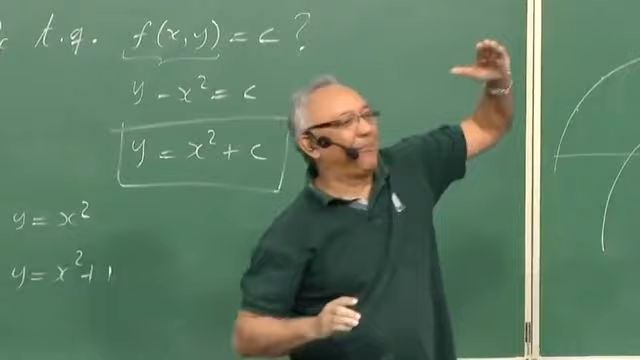 t.q. f(x,y) = c ?
y - x² = c
y = x² + c
y = x²
y = x² + 1